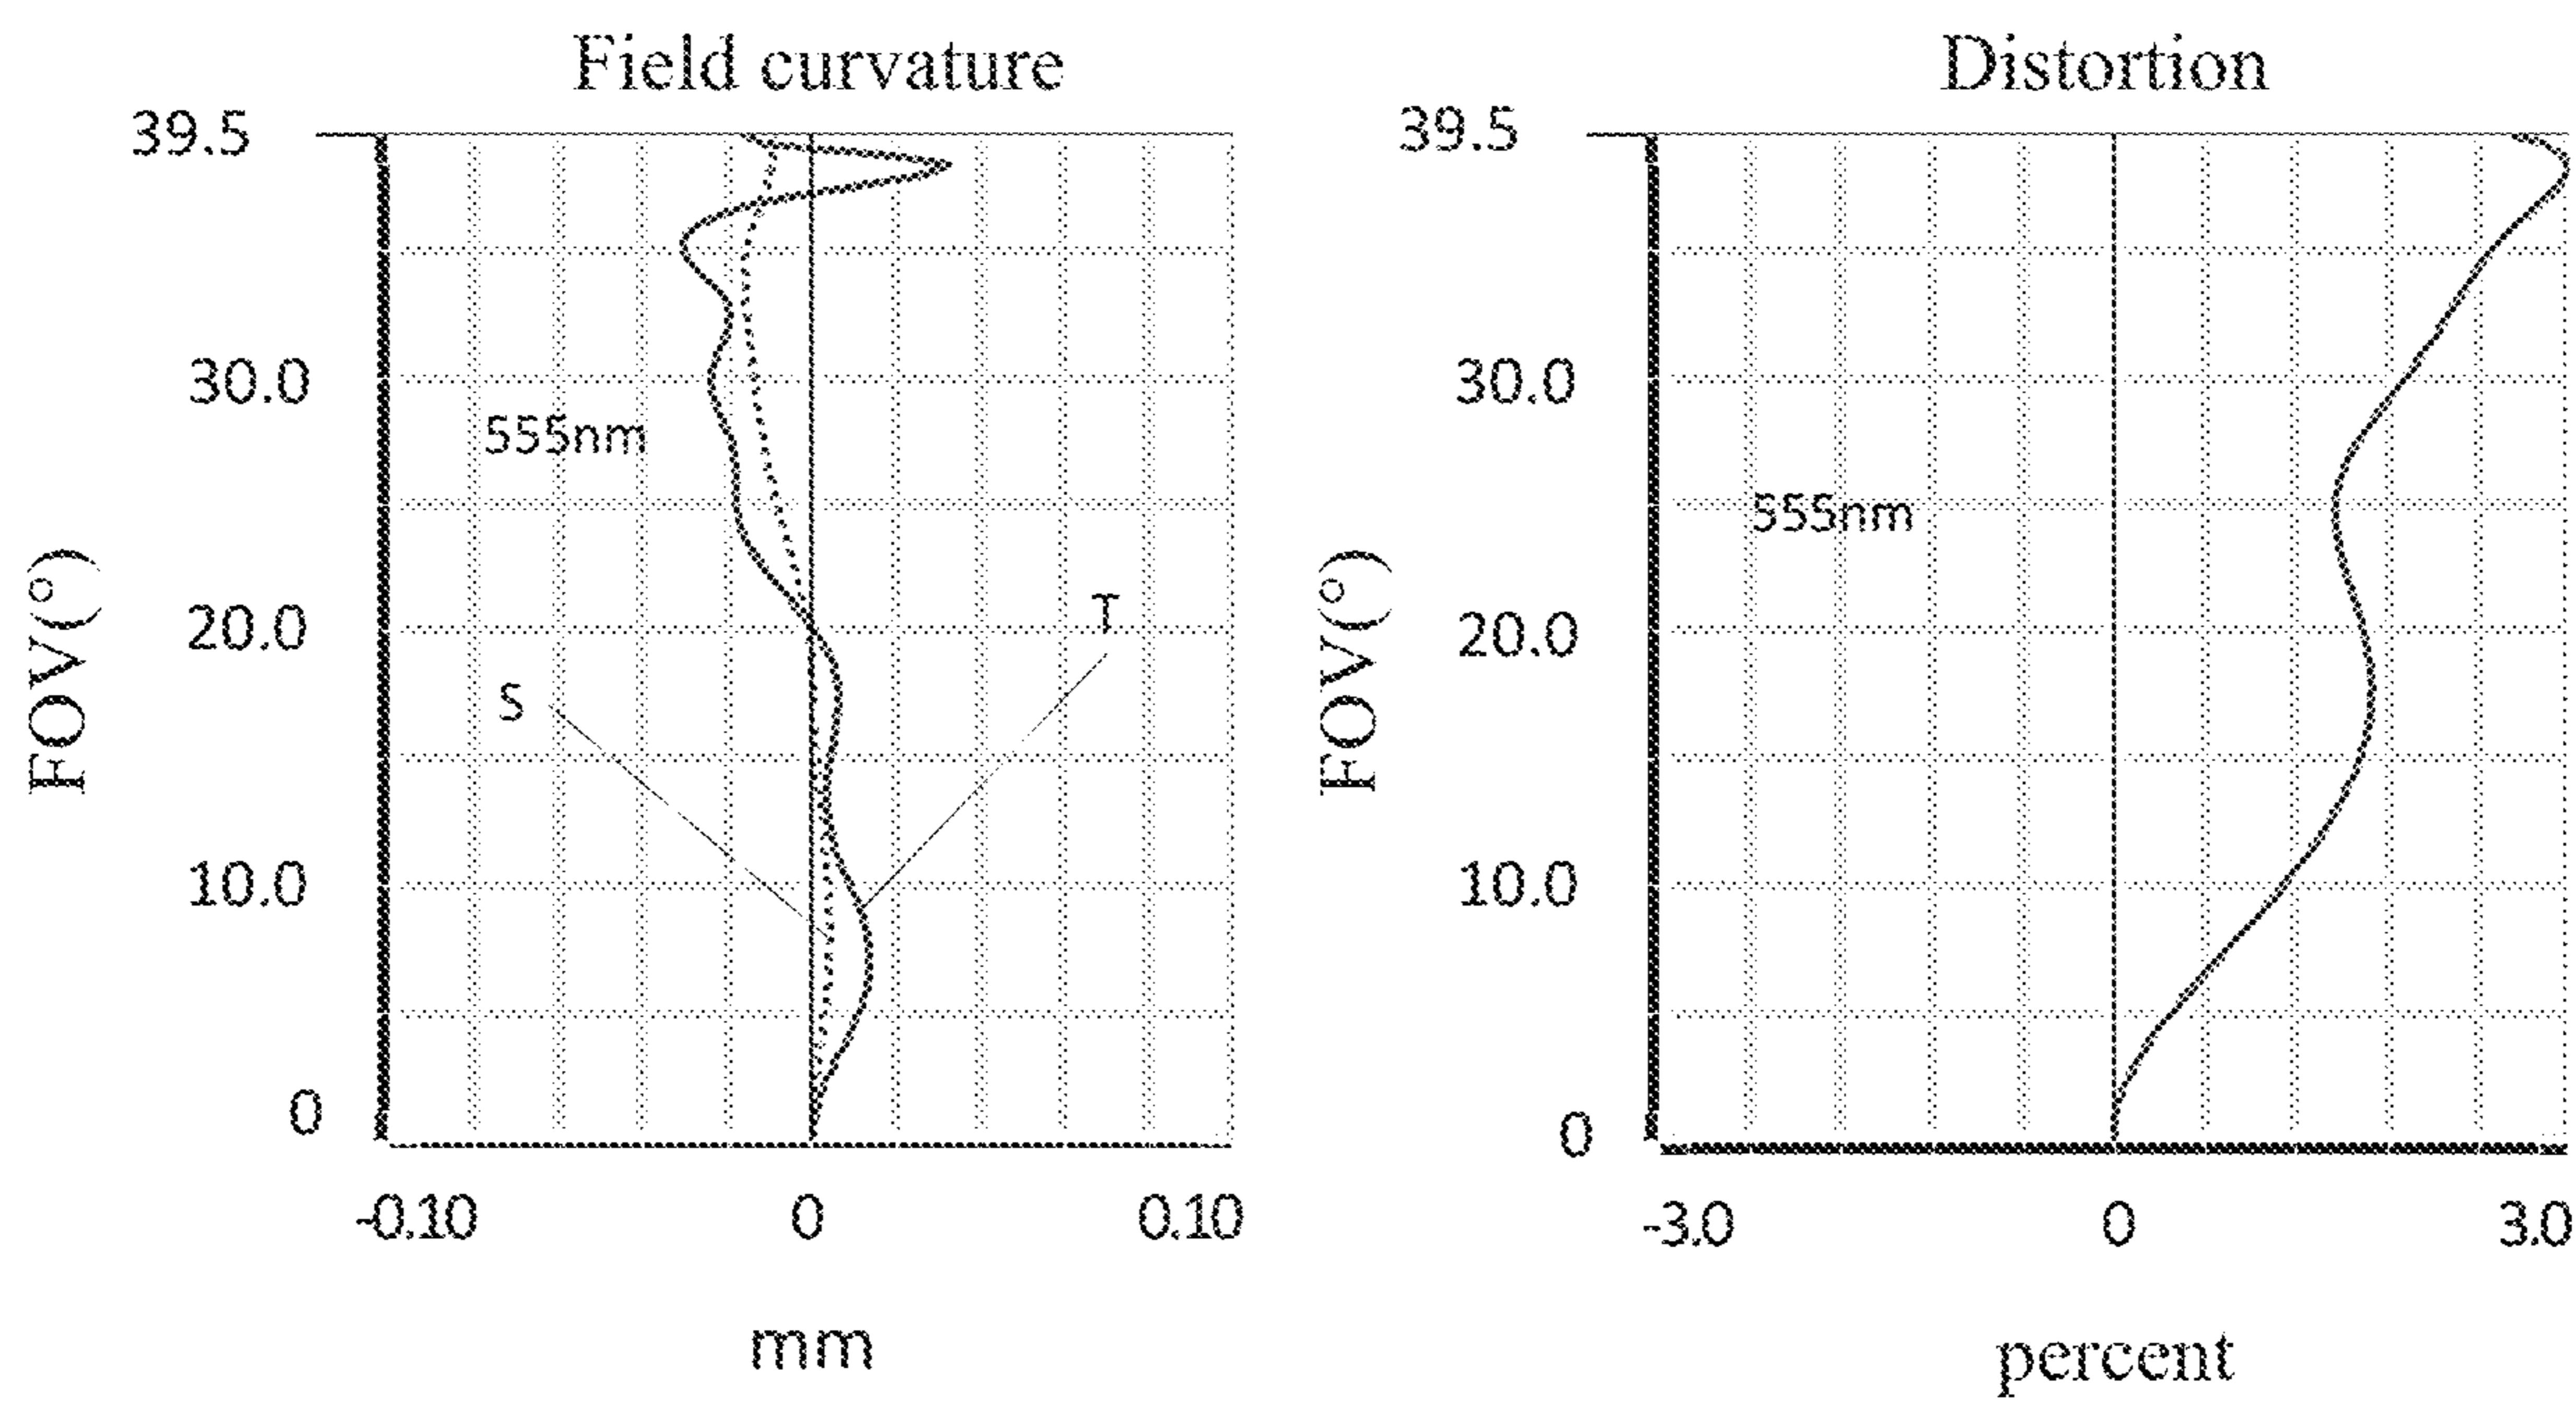 Field curvature
39.5
30.0
555nm
20.0
T
S
10.0
0
FOV(°)
-0.10 0 0.10
mm
Distortion
39.5
30.0
555nm
20.0
10.0
0
FOV(°)
-3.0 0 3.0
percent